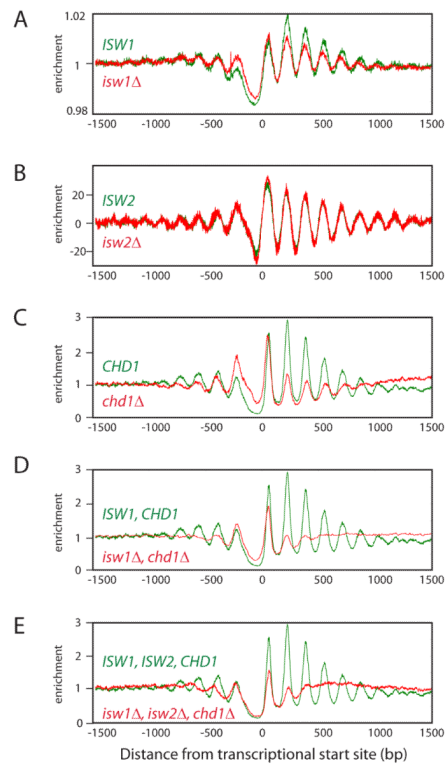 A
enrichment
1.02
1
0.98
ISW1
isw1Δ
-1500 -1000 -500 0 500 1000 1500
B
enrichment
20
0
-20
ISW2
isw2Δ
-1500 -1000 -500 0 500 1000 1500
C
enrichment
3
2
1
0
CHD1
chd1Δ
-1500 -1000 -500 0 500 1000 1500
D
enrichment
3
2
1
0
ISW1, CHD1
isw1Δ, chd1Δ
-1500 -1000 -500 0 500 1000 1500
E
enrichment
3
2
1
0
ISW1, ISW2, CHD1
isw1Δ, isw2Δ, chd1Δ
-1500 -1000 -500 0 500 1000 1500
Distance from transcriptional start site (bp)